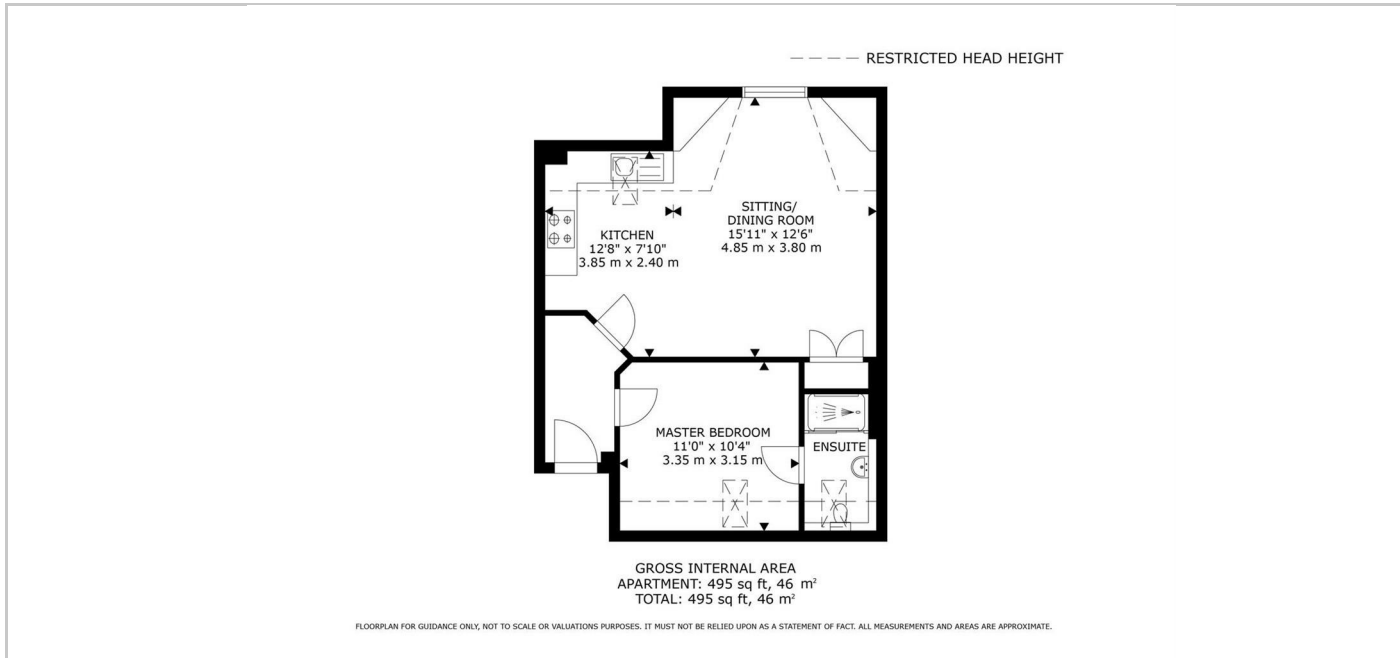 RESTRICTED HEAD HEIGHT
SITTING/
DINING ROOM
15'11" x 12'6"
4.85 m x 3.80 m
KITCHEN
12'8" x 7'10"
3.85 m x 2.40 m
MASTER BEDROOM
11'0" x 10'4"
3.35 m x 3.15 m
ENSUITE
GROSS INTERNAL AREA
APARTMENT: 495 sq ft, 46 m²
TOTAL: 495 sq ft, 46 m²
FLOORPLAN FOR GUIDANCE ONLY, NOT TO SCALE OR VALUATIONS PURPOSES. IT MUST NOT BE RELIED UPON AS A STATEMENT OF FACT. ALL MEASUREMENTS AND AREAS ARE APPROXIMATE.